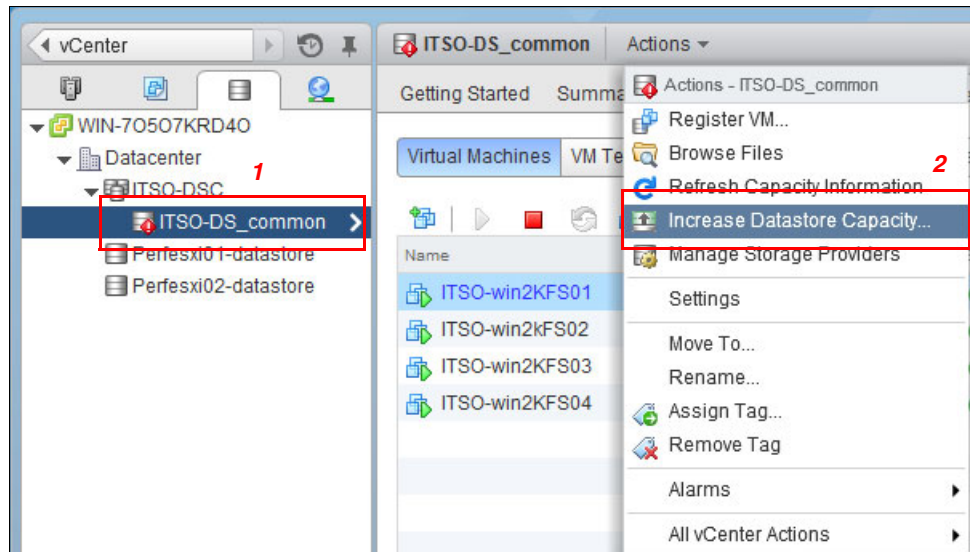 vCenter
ITSO-DS_common
Actions
Getting Started Summa
WIN-7O5O7KRD4O
Datacenter
1
ITSO-DSC
ITSO-DS_common
Perfesxi01-datastore
Perfesxi02-datastore
Virtual Machines VM Te
Name
ITSO-win2KFS01
ITSO-win2kFS02
ITSO-win2KFS03
ITSO-win2KFS04
Actions - ITSO-DS_common
Register VM...
Browse Files
2
Refresh Capacity Information
Increase Datastore Capacity...
Manage Storage Providers
Settings
Move To...
Rename...
Assign Tag...
Remove Tag
Alarms
All vCenter Actions